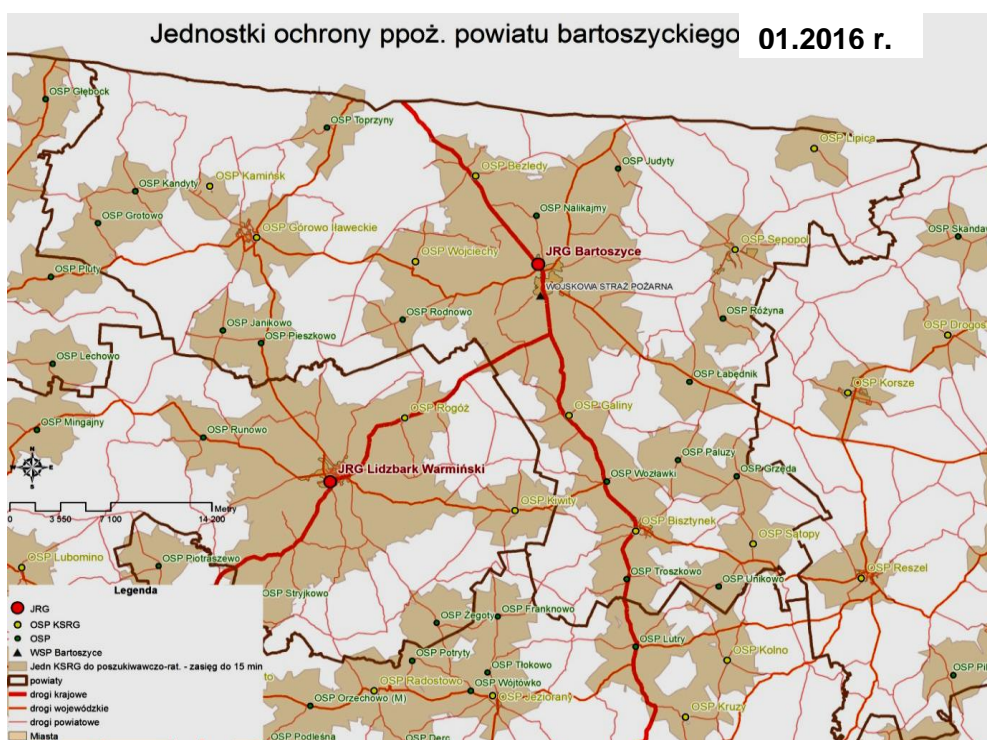 Jednostki ochrony ppoż. powiatu bartoszyckiego
01.2016 r.
OSP Głębock
OSP Toprzyny
OSP Lipica
OSP Bezledy
OSP Judyty
OSP Kandyty
OSP Kamińsk
OSP Grotowo
OSP Nalikajmy
OSP Górowo Iławeckie
OSP Skandaw
OSP Wojciechy
JRG Bartoszyce
OSP Sępopol
OSP Pluty
WOJSKOWA STRAŻ POŻARNA
OSP Rodnowo
OSP Różyna
OSP Janikowo
OSP Pieszkowo
OSP Drogosz
OSP Lechowo
OSP Łabędnik
OSP Korsze
OSP Rogóż
OSP Galiny
OSP Mingajny
OSP Runowo
OSP Paluzy
OSP Grzęda
JRG Lidzbark Warmiński
OSP Wozławki
N
W
E
S
Metry
0
3 550
7 100
14 200
OSP Kiwity
OSP Bisztynek
OSP Sątopy
OSP Lubomino
OSP Piotraszewo
OSP Reszel
OSP Troszkowo
OSP Unikowo
OSP Stryjkowo
OSP Żegoty
OSP Franknowo
OSP Lutry
OSP Potryty
OSP Tłokowo
OSP Kolno
OSP Radostowo
OSP Wójtówko
OSP Orzechowo (M)
OSP Jeziorany
OSP Kruzy
OSP Podleśna
OSP Derc
Legenda
JRG
OSP KSRG
OSP
WSP Bartoszyce
Jedn KSRG do poszukiwawczo-rat. - zasięg do 15 min
powiaty
drogi krajowe
drogi wojewódzkie
drogi powiatowe
Miasta